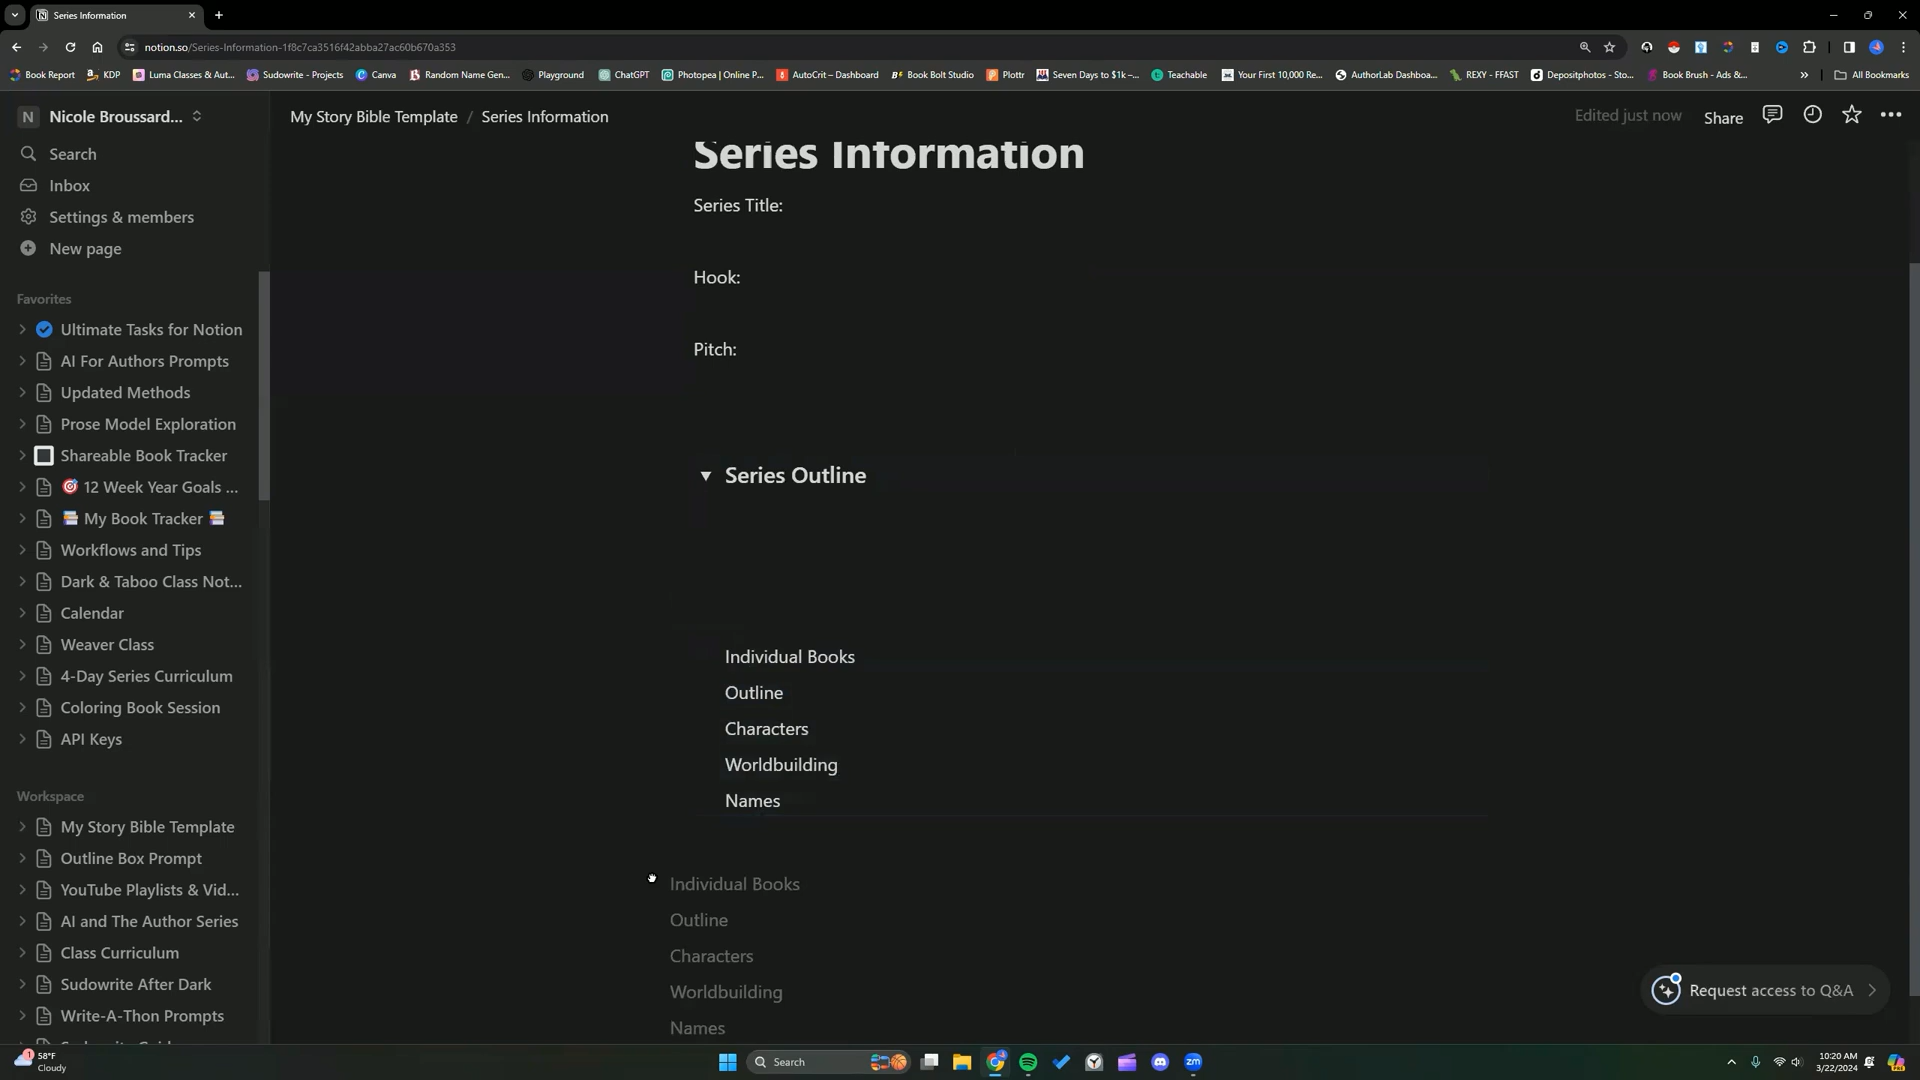 Series Information
notion.so/Series-Information-1f8c7ca3516f42abba27ac60b670a353
Book Report
KDP
Luma Classes & Aut...
Sudowrite - Projects
Canva
Random Name Gen...
Playground
ChatGPT
Photopea | Online P...
AutoCrit – Dashboard
Book Bolt Studio
Plottr
Seven Days to $1k –...
Teachable
Your First 10,000 Re...
AuthorLab Dashboa...
REXY - FFAST
Depositphotos - Sto...
Book Brush - Ads &...
»
All Bookmarks
N Nicole Broussard...
My Story Bible Template / Series Information
Edited just now
Share
Search
Inbox
Settings & members
New page
Favorites
Ultimate Tasks for Notion
AI For Authors Prompts
Updated Methods
Prose Model Exploration
Shareable Book Tracker
12 Week Year Goals ...
My Book Tracker
Workflows and Tips
Dark & Taboo Class Not...
Calendar
Weaver Class
4-Day Series Curriculum
Coloring Book Session
API Keys
Workspace
My Story Bible Template
Outline Box Prompt
YouTube Playlists & Vid...
AI and The Author Series
Class Curriculum
Sudowrite After Dark
Write-A-Thon Prompts
Series Information
Series Title:
Hook:
Pitch:
Series Outline
Individual Books
Outline
Characters
Worldbuilding
Names
Individual Books
Outline
Characters
Worldbuilding
Names
Request access to Q&A
1
58°F
Cloudy
Search
zm
10:20 AM
3/22/2024